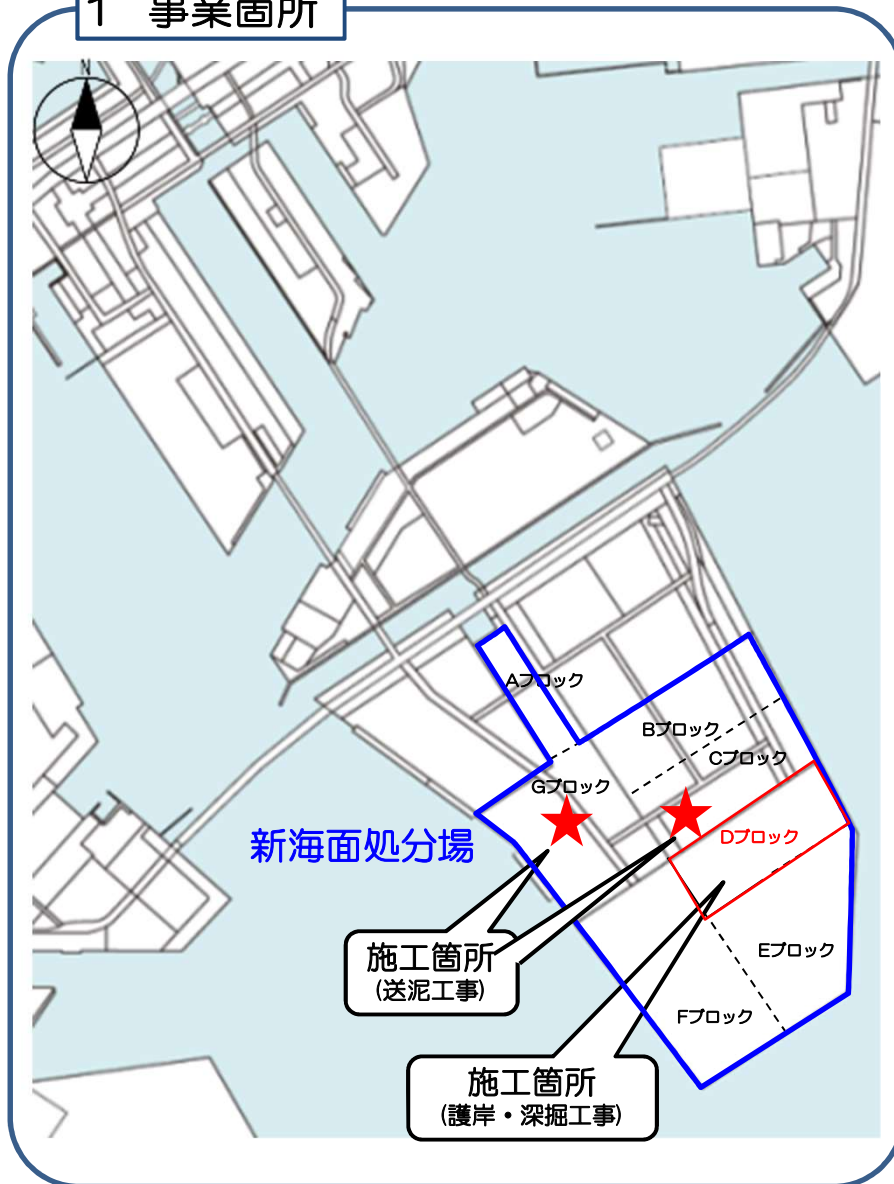 1 事業箇所
N
Aブロック
Bブロック
Cブロック
Gブロック
Dブロック
新海面処分場
Eブロック
施工箇所
(送泥工事)
Fブロック
施工箇所
(護岸・深掘工事)